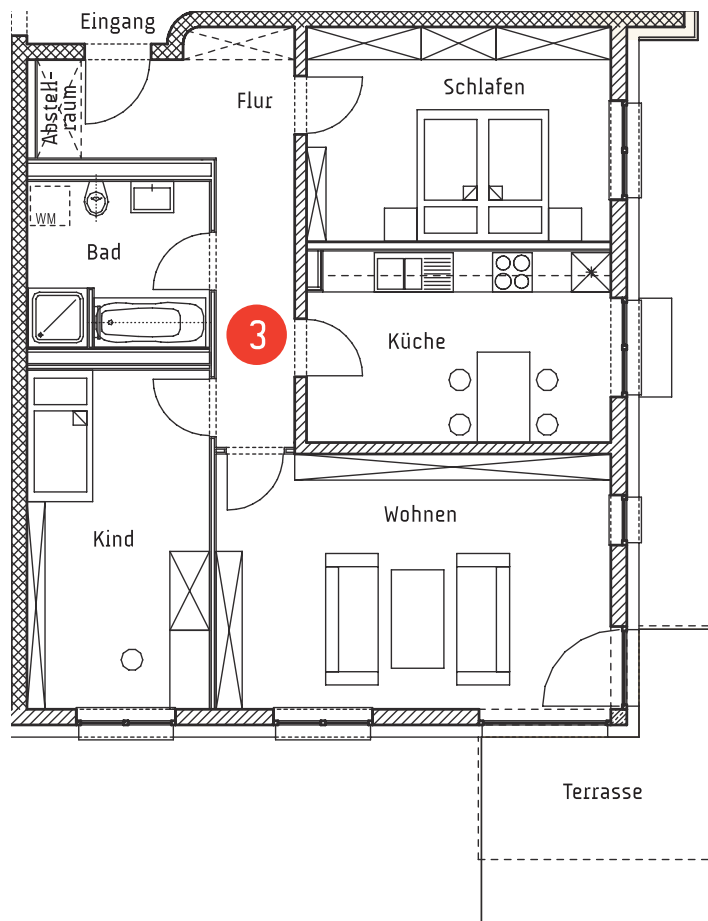 Eingang
Abstell-
raum
Flur
Schlafen
WM
Bad
3
Küche
Wohnen
Kind
Terrasse